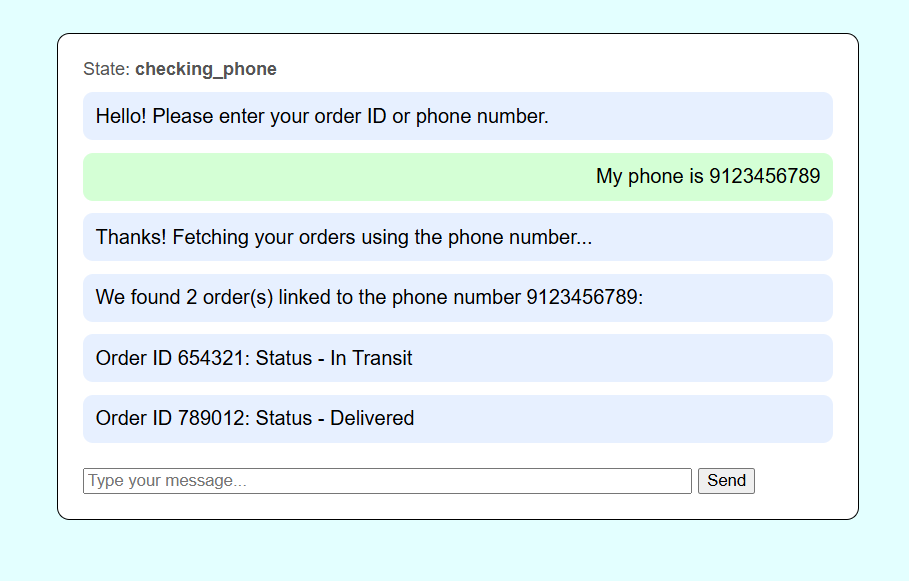 State: checking_phone
Hello! Please enter your order ID or phone number.
My phone is 9123456789
Thanks! Fetching your orders using the phone number...
We found 2 order(s) linked to the phone number 9123456789:
Order ID 654321: Status - In Transit
Order ID 789012: Status - Delivered
Type your message... Send